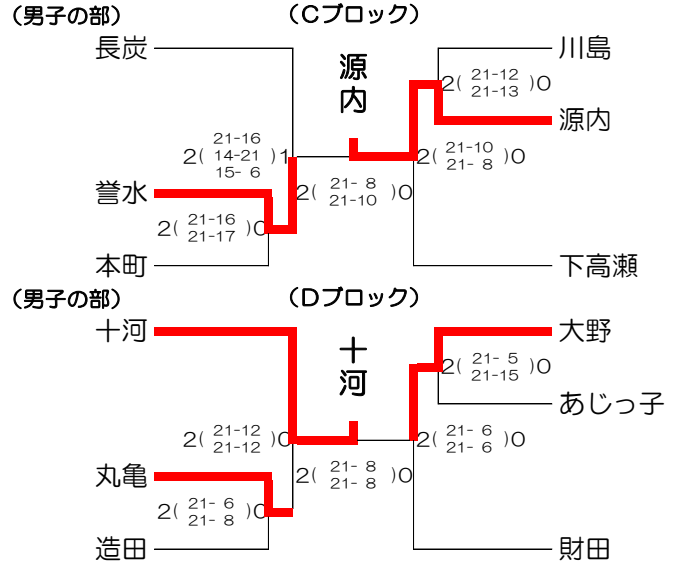 （男子の部） （Cブロック）
長炭 源内 川島
2( 21-12 21-13 )0
源内
2( 21-16 14-21 15- 6 )1
2( 21-10 21- 8 )0
誉水
2( 21- 8 21-10 )0
2( 21-16 21-17 )0
本町 下高瀬
（男子の部） （Dブロック）
十河 十河 大野
2( 21- 5 21-15 )0
あじっ子
2( 21-12 21-12 )0
2( 21- 6 21- 6 )0
丸亀
2( 21- 8 21- 8 )0
2( 21- 6 21- 8 )0
造田 財田